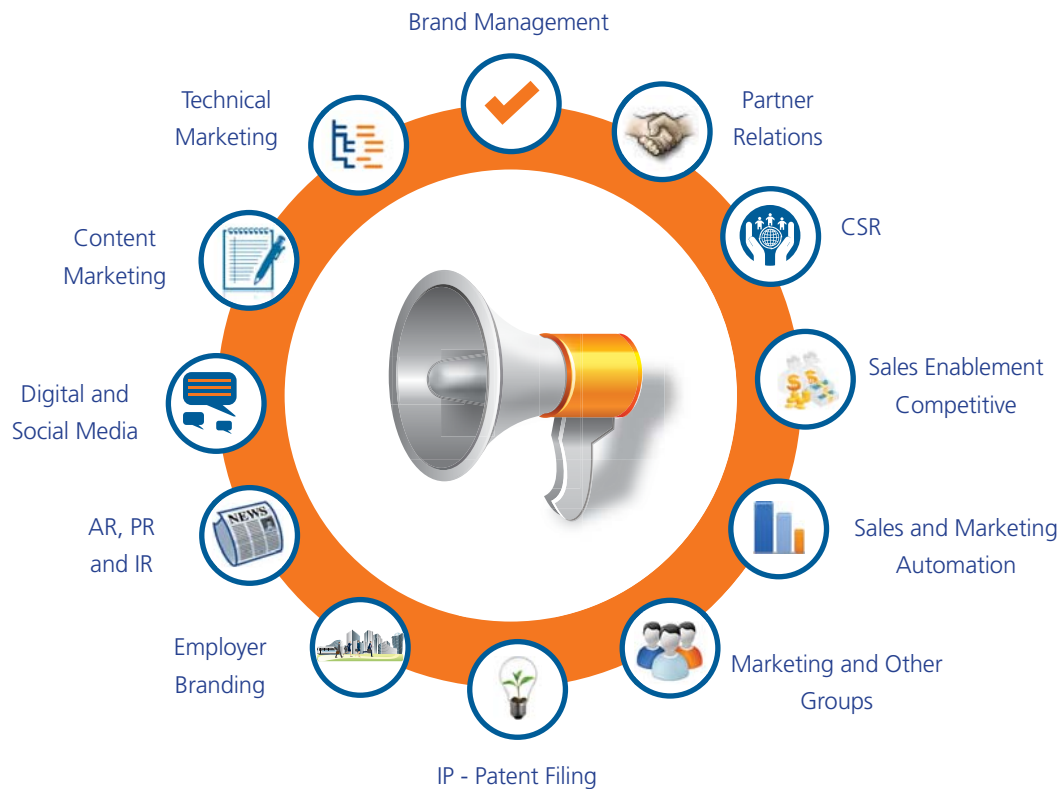 Brand Management
Partner
Relations
CSR
Sales Enablement
Competitive
Sales and Marketing
Automation
Marketing and Other
Groups
IP - Patent Filing
Employer
Branding
AR, PR
and IR
NEWS
Digital and
Social Media
Content
Marketing
Technical
Marketing